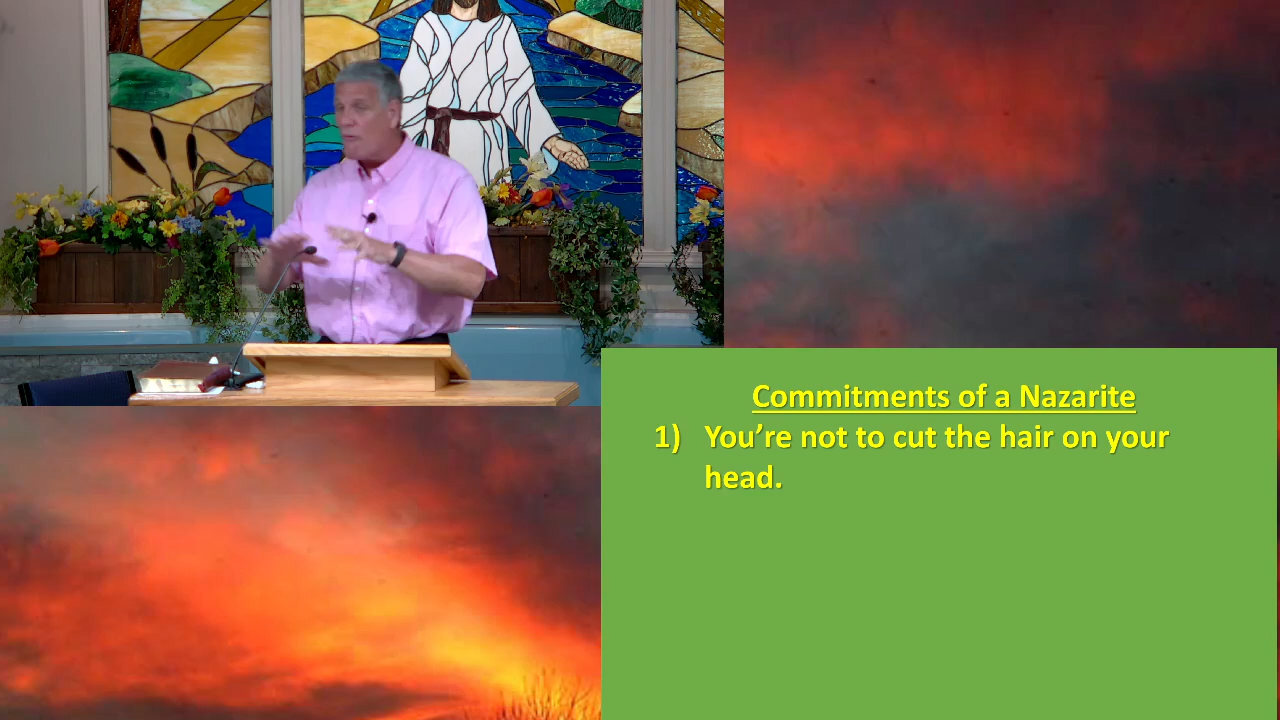 Commitments of a Nazarite
1) You’re not to cut the hair on your
head.